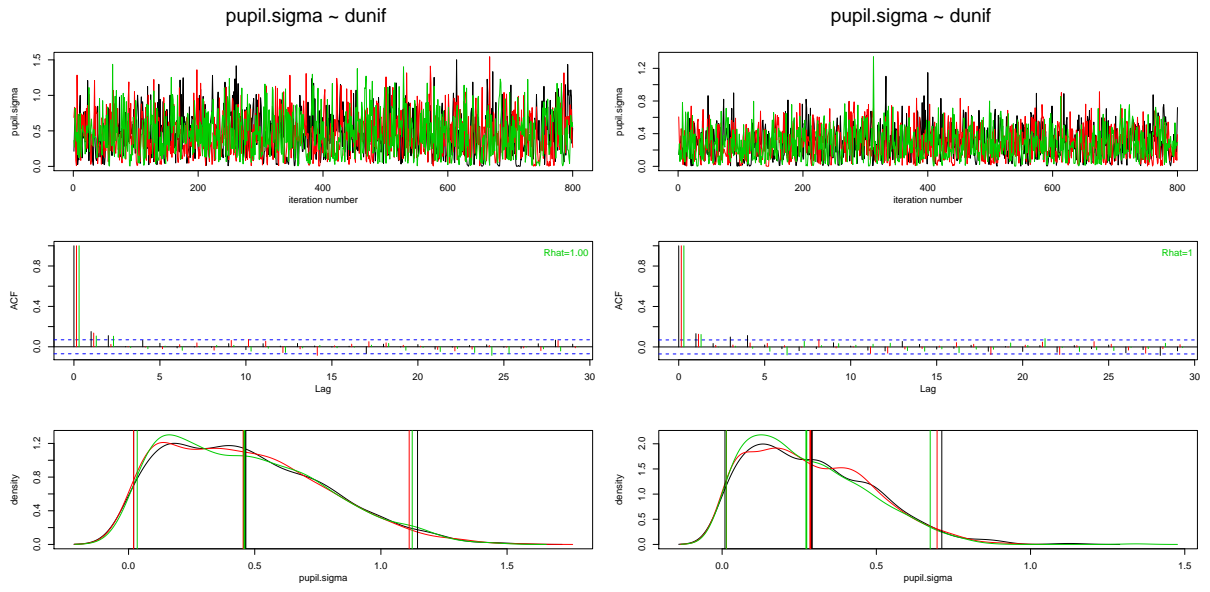 pupil.sigma ~ dunif
pupil.sigma
0.0 0.5 1.0 1.5
0 200 400 600 800
iteration number
Rhat=1.00
ACF
0.0 0.4 0.8
0 5 10 15 20 25 30
Lag
density
0.0 0.4 0.8 1.2
0.0 0.5 1.0 1.5
pupil.sigma
pupil.sigma ~ dunif
pupil.sigma
0.0 0.4 0.8 1.2
0 200 400 600 800
iteration number
Rhat=1
ACF
0.0 0.4 0.8
0 5 10 15 20 25 30
Lag
density
0.0 0.5 1.0 1.5 2.0
0.0 0.5 1.0 1.5
pupil.sigma